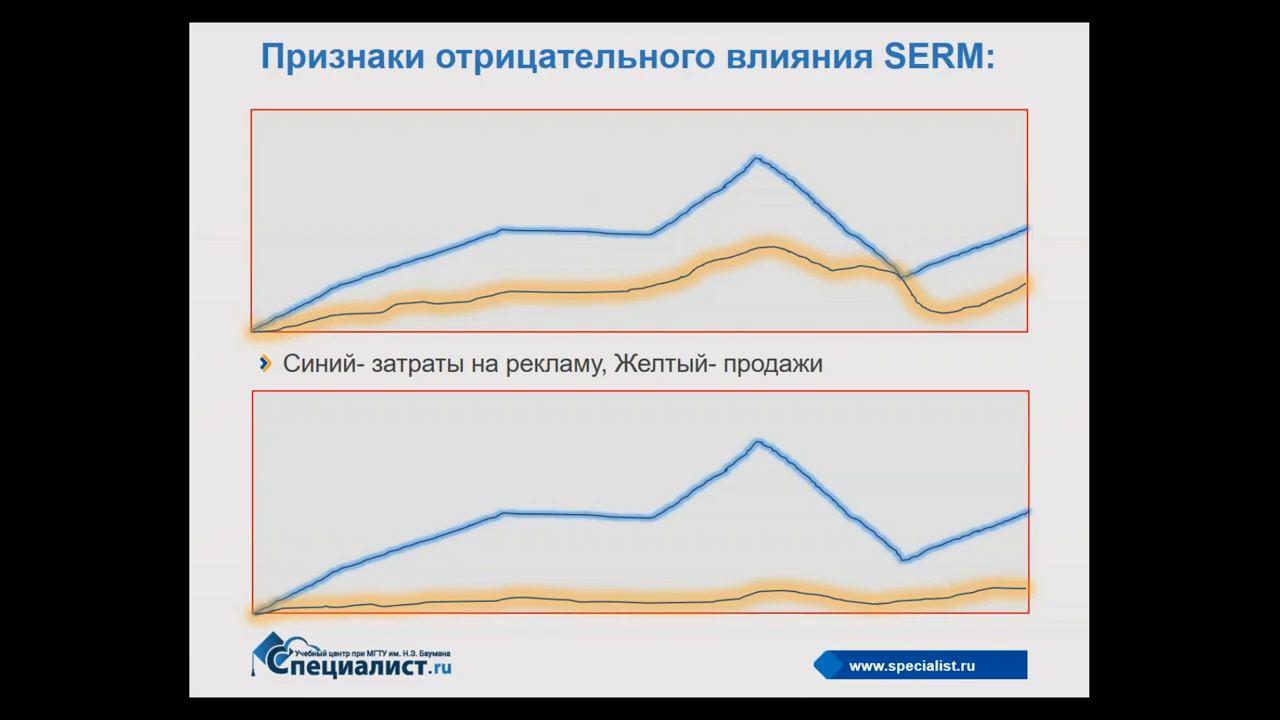 Признаки отрицательного влияния SERM:
Синий- затраты на рекламу, Желтый- продажи
Учебный центр при МГТУ им. Н.Э. Баумана
Специалист.ru
www.specialist.ru